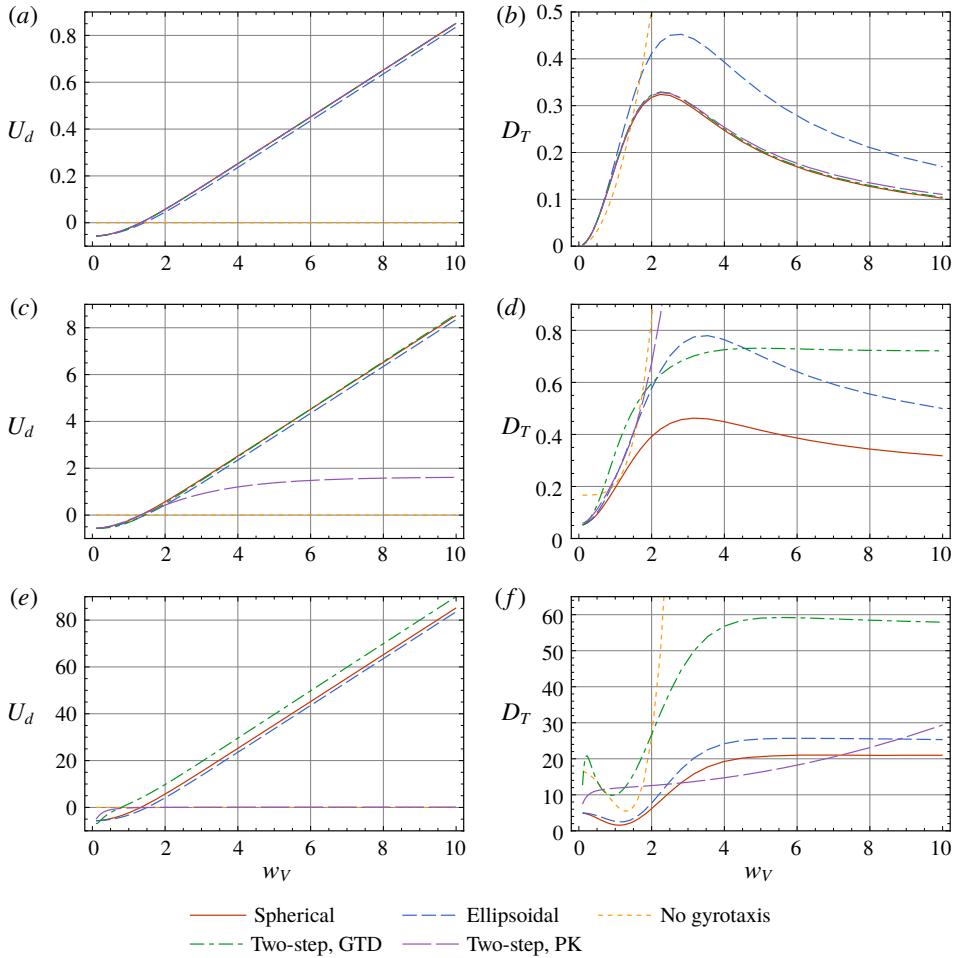 (a)
0.8
0.6
0.4
0.2
0
U_d
0 2 4 6 8 10
(b)
0.5
0.4
0.3
0.2
0.1
0
D_T
0 2 4 6 8 10
(c)
8
6
4
2
0
U_d
0 2 4 6 8 10
(d)
0.8
0.6
0.4
0.2
0
D_T
0 2 4 6 8 10
(e)
80
60
40
20
0
U_d
0 2 4 6 8 10
w_V
(f)
60
50
40
30
20
10
0
D_T
0 2 4 6 8 10
w_V
Spherical Ellipsoidal No gyrotaxis
Two-step, GTD Two-step, PK